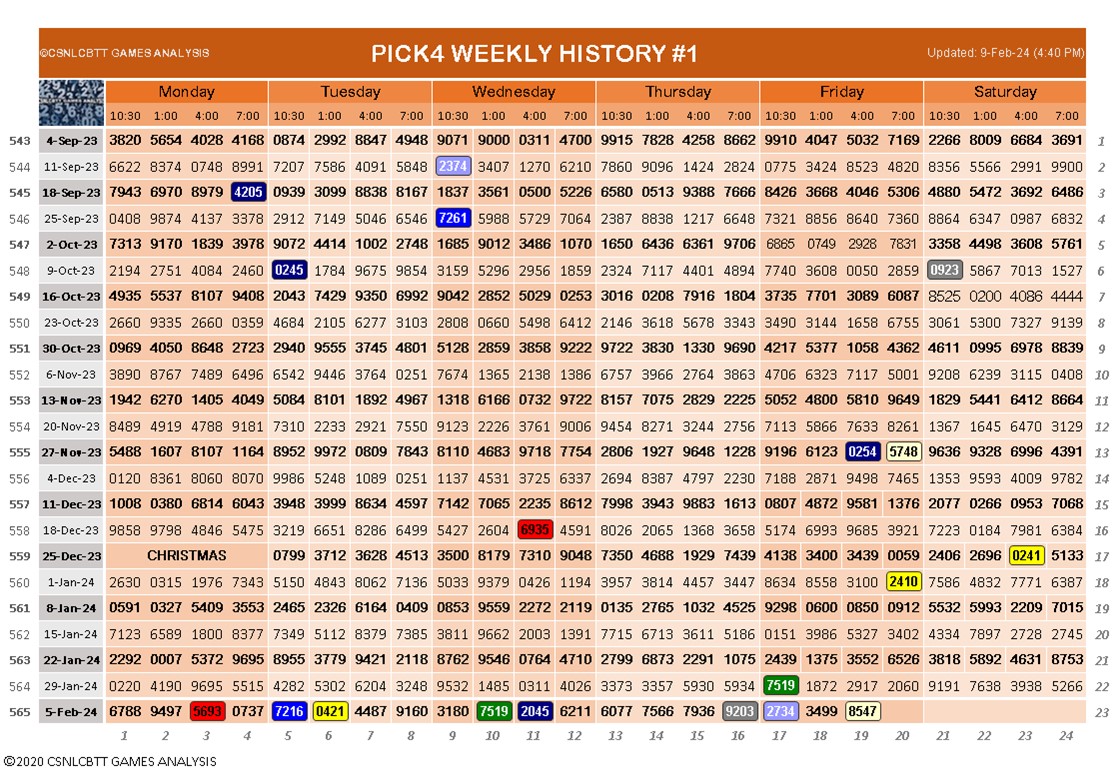 ©CSNLCBTT GAMES ANALYSIS PICK4 WEEKLY HISTORY #1 Updated: 9-Feb-24 (4:40 PM)
Monday Tuesday Wednesday Thursday Friday Saturday
10:30 1:00 4:00 7:00 10:30 1:00 4:00 7:00 10:30 1:00 4:00 7:00 10:30 1:00 4:00 7:00 10:30 1:00 4:00 7:00 10:30 1:00 4:00 7:00
543 4-Sep-23 3820 5654 4028 4168 0874 2992 8847 4948 9071 9000 0311 4700 9915 7828 4258 8662 9910 4047 5032 7169 2266 8009 6684 3691 1
544 11-Sep-23 6622 8374 0748 8991 7207 7586 4091 5848 2374 3407 1270 6210 7860 9096 1424 2824 0775 3424 8523 4820 8356 5566 2991 9900 2
545 18-Sep-23 7943 6970 8979 4205 0939 3099 8838 8167 1837 3561 0500 5226 6580 0513 9388 7666 8426 3668 4046 5306 4880 5472 3692 6486 3
546 25-Sep-23 0408 9874 4137 3378 2912 7149 5046 6546 7261 5988 5729 7064 2387 8838 1217 6648 7321 8856 8640 7360 8864 6347 0987 6832 4
547 2-Oct-23 7313 9170 1839 3978 9072 4414 1002 2748 1685 9012 3486 1070 1650 6436 6361 9706 6865 0749 2928 7831 3358 4498 3608 5761 5
548 9-Oct-23 2194 2751 4084 2460 0245 1784 9675 9854 3159 5296 2956 1859 2324 7117 4401 4894 7740 3608 0050 2859 0923 5867 7013 1527 6
549 16-Oct-23 4935 5537 8107 9408 2043 7429 9350 6992 9042 2852 5029 0253 3016 0208 7916 1804 3735 7701 3089 6087 8525 0200 4086 4444 7
550 23-Oct-23 2660 9335 2660 0359 4684 2105 6277 3103 2808 0660 5498 6412 2146 3618 5678 3343 3490 3144 1658 6755 3061 5300 7327 9139 8
551 30-Oct-23 0969 4050 8648 2723 2940 9555 3745 4801 5128 2859 3858 9222 9722 3830 1330 9690 4217 5377 1058 4362 4611 0995 6978 8839 9
552 6-Nov-23 3890 8767 7489 6496 6542 9446 3764 0251 7674 1365 2138 1386 6757 3966 2764 3863 4706 6323 7117 5001 9208 6239 3115 0408 10
553 13-Nov-23 1942 6270 1405 4049 5084 8101 1892 4967 1318 6166 0732 9722 8157 7075 2829 2225 5052 4800 5810 9649 1829 5441 6412 8664 11
554 20-Nov-23 8489 4919 4788 9181 7310 2233 2921 7550 9123 2226 3761 9006 9454 8271 3244 2756 7113 5866 7633 8261 1367 1645 6470 3129 12
555 27-Nov-23 5488 1607 8107 1164 8952 9972 0809 7843 8110 4683 9718 7754 2806 1927 9648 1228 9196 6123 0254 5748 9636 9328 6996 4391 13
556 4-Dec-23 0120 8361 8060 8070 9986 5248 1089 0251 1137 4531 3725 6337 2694 8387 4797 2230 7188 2871 9498 7465 1353 9593 4009 9782 14
557 11-Dec-23 1008 0380 6814 6043 3948 3999 8634 4597 7142 7065 2235 8612 7998 3943 9883 1613 0807 4872 9581 1376 2077 0266 0953 7068 15
558 18-Dec-23 9858 9798 4846 5475 3219 6651 8286 6499 5427 2604 6935 4591 8026 2065 1368 3658 5174 6993 9685 3921 7223 0184 7981 6384 16
559 25-Dec-23 CHRISTMAS 0799 3712 3628 4513 3500 8179 7310 9048 7350 4688 1929 7439 4138 3400 3439 0059 2406 2696 0241 5133 17
560 1-Jan-24 2630 0315 1976 7343 5150 4843 8062 7136 5033 9379 0426 1194 3957 3814 4457 3447 8634 8558 3100 2410 7586 4832 7771 6387 18
561 8-Jan-24 0591 0327 5409 3553 2465 2326 6164 0409 0853 9559 2272 2119 0135 2765 1032 4525 9298 0600 0850 0912 5532 5993 2209 7015 19
562 15-Jan-24 7123 6589 1800 8377 7349 5112 8379 7385 3811 9662 2003 1391 7715 6713 3611 5186 0151 3986 5327 3402 4334 7897 2728 2745 20
563 22-Jan-24 2292 0007 5372 9695 8955 3779 9421 2118 8762 9546 0764 4710 2799 6873 2291 1075 2439 1375 3552 6526 3818 5892 4631 8753 21
564 29-Jan-24 0220 4190 9695 5515 4282 5302 6204 3248 9532 1485 0311 4026 3373 3357 5930 5934 7519 1872 2917 2060 9191 7638 3938 5266 22
565 5-Feb-24 6788 9497 5693 0737 7216 0421 4487 9160 3180 7519 2045 6211 6077 7566 7936 9203 2734 3499 8547 23
1 2 3 4 5 6 7 8 9 10 11 12 13 14 15 16 17 18 19 20 21 22 23 24
©2020 CSNLCBTT GAMES ANALYSIS